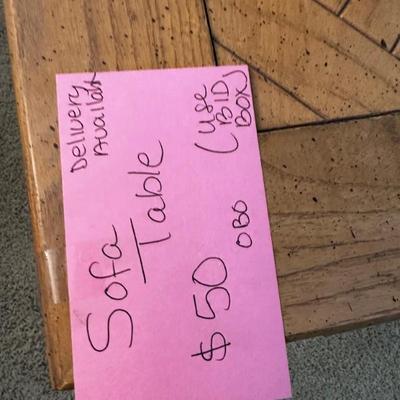 Delivery
Available
Sofa
Table
$50 OBO
(use
BID
BOX)